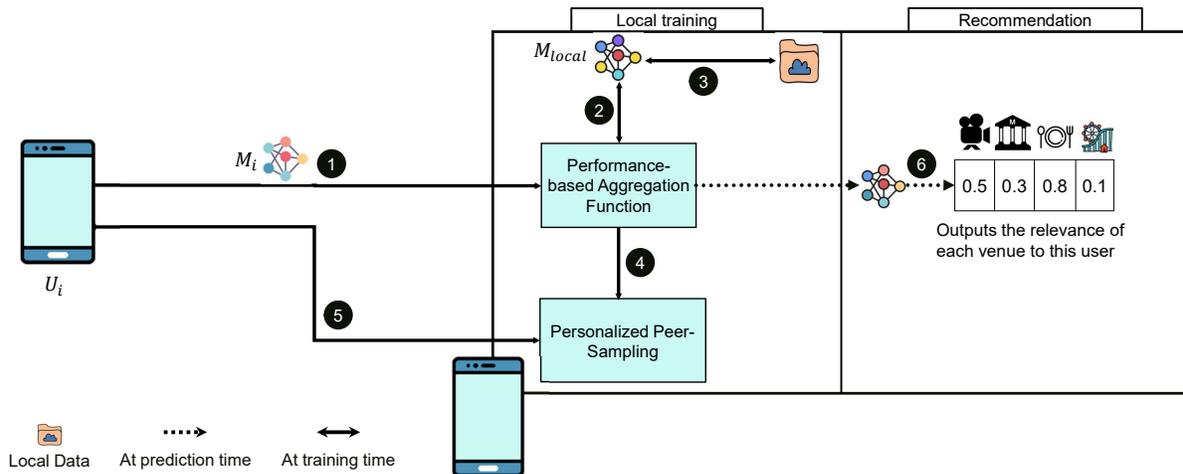 Local training
Recommendation
M_local
3
2
M_i
1
Performance-
based Aggregation
Function
6
M
0.5 0.3 0.8 0.1
Outputs the relevance of
each venue to this user
U_i
4
5
Personalized Peer-
Sampling
Local Data
At prediction time
At training time